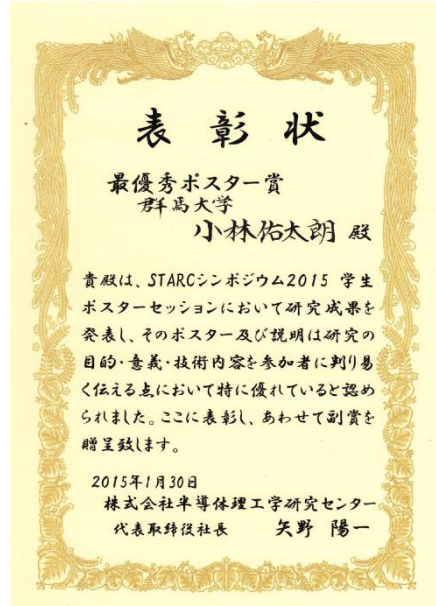 表彰状
最優秀ポスター賞
群馬大学
小林佑太朗 殿
貴殿は、STARCシンポジウム2015 学生
ポスターセッションにおいて研究成果を
発表し、そのポスター及び説明は研究の
目的・意義・技術内容を参加者に判り易
く伝える点において特に優れていると認め
られました。ここに表彰し、あわせて副賞を
贈呈致します。
2015年1月30日
株式会社半導体理工学研究センター
代表取締役社長 矢野 陽一